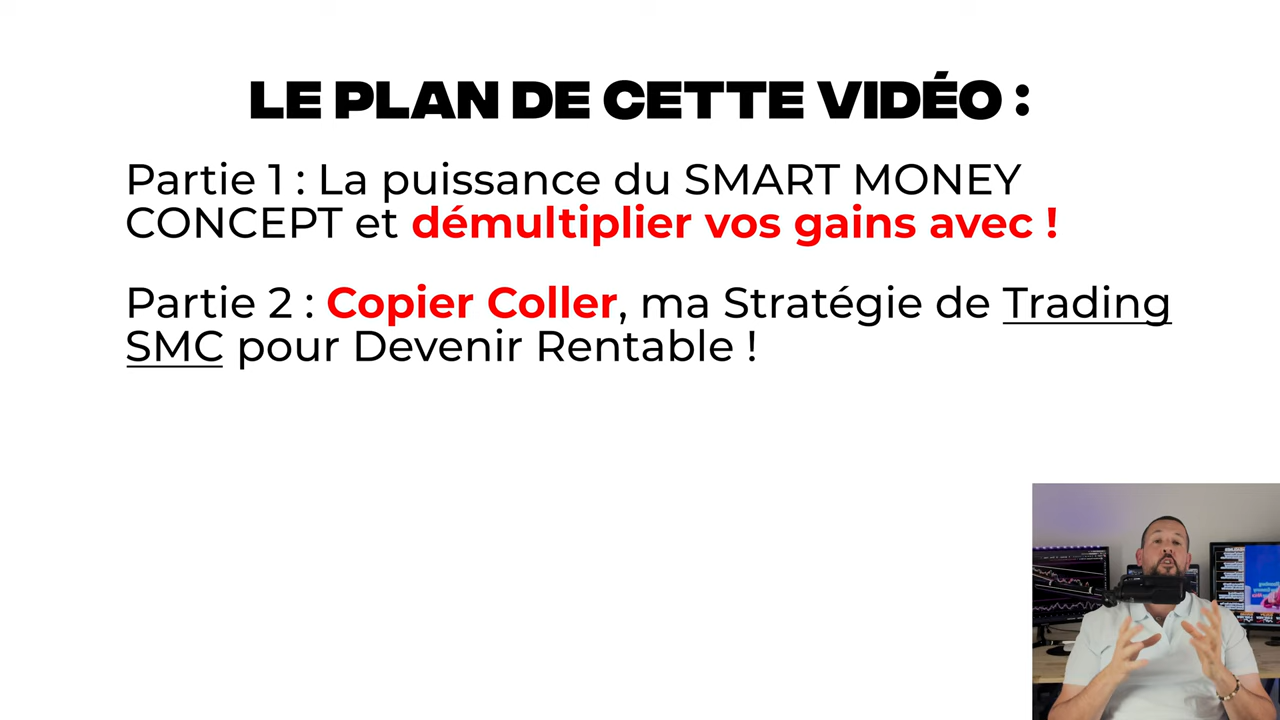 LE PLAN DE CETTE VIDÉO :
Partie 1 : La puissance du SMART MONEY
CONCEPT et démultiplier vos gains avec !
Partie 2 : Copier Coller, ma Stratégie de Trading
SMC pour Devenir Rentable !